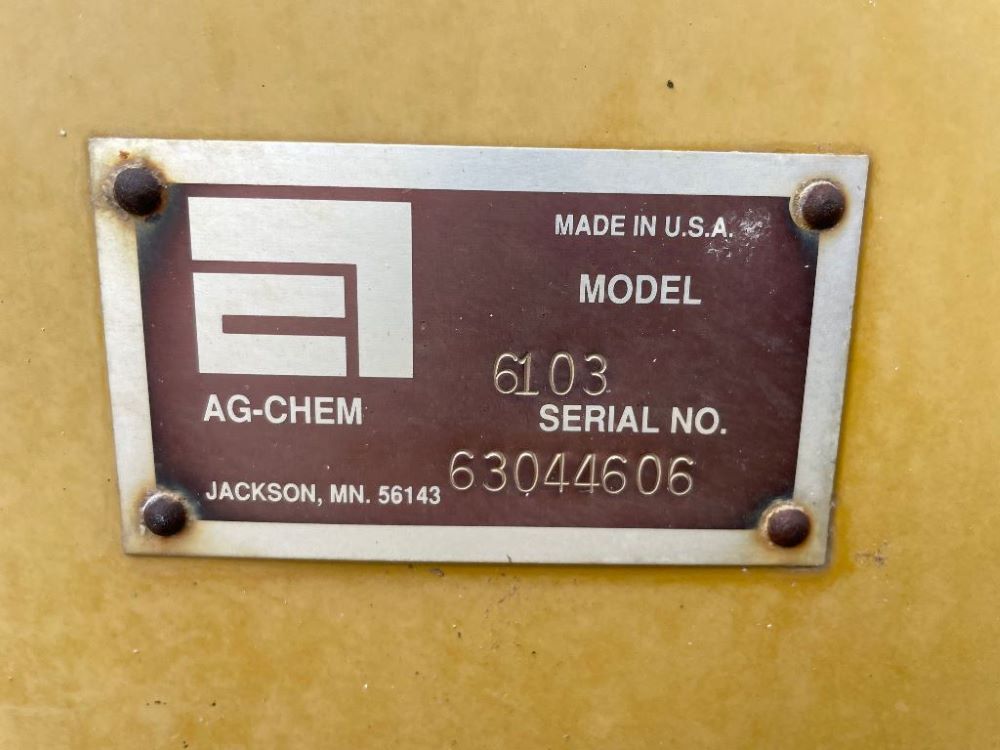 MADE IN U.S.A.
MODEL
6103
AG-CHEM
SERIAL NO.
JACKSON, MN. 56143
63044606